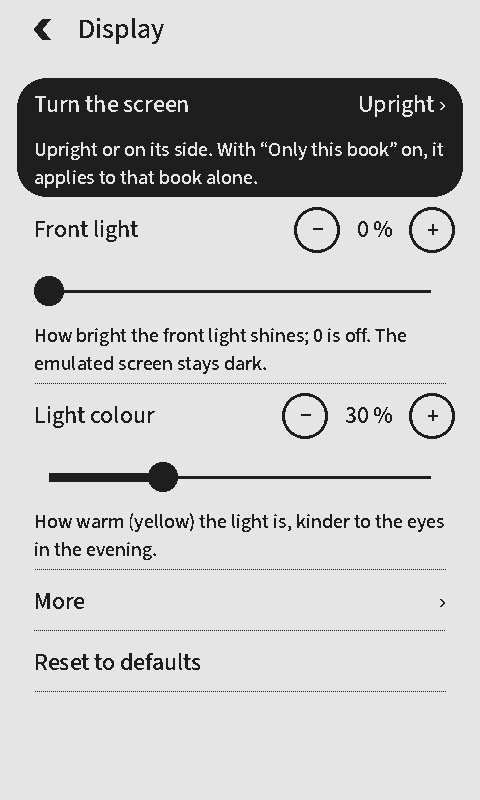 Display
Turn the screen Upright ›
Upright or on its side. With “Only this book” on, it
applies to that book alone.
Front light − 0 % +
How bright the front light shines; 0 is off. The
emulated screen stays dark.
Light colour − 30 % +
How warm (yellow) the light is, kinder to the eyes
in the evening.
More ›
Reset to defaults